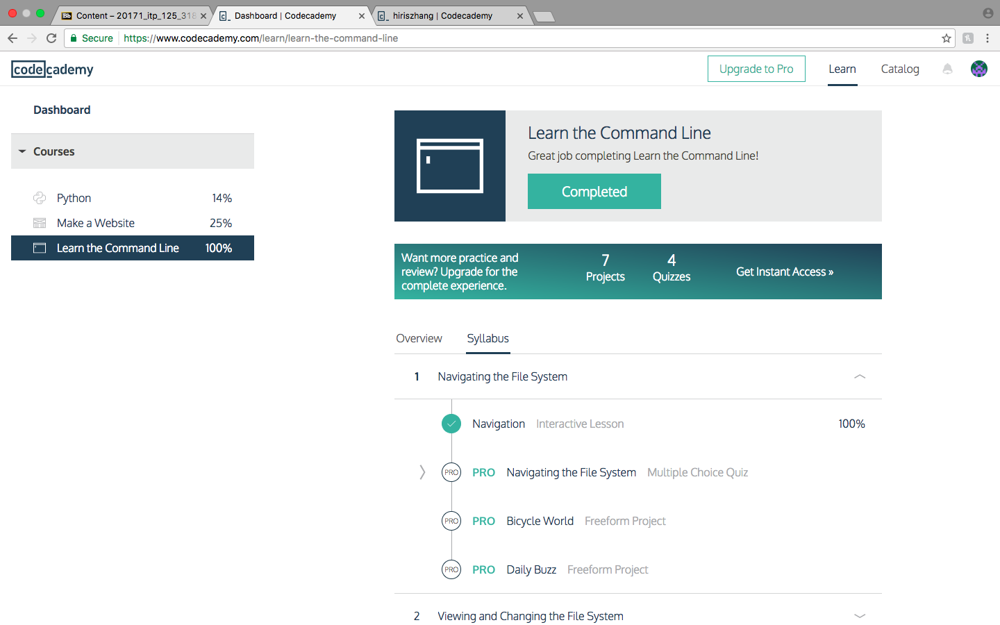 Bb Content – 20171_itp_125_318
c_ Dashboard | Codecademy
c_ hiriszhang | Codecademy
Secure https://www.codecademy.com/learn/learn-the-command-line
codecademy
Upgrade to Pro
Learn
Catalog
Dashboard
Courses
Python 14%
Make a Website 25%
Learn the Command Line 100%
Learn the Command Line
Great job completing Learn the Command Line!
Completed
Want more practice and
review? Upgrade for the
complete experience.
7
Projects
4
Quizzes
Get Instant Access »
Overview
Syllabus
1 Navigating the File System
Navigation Interactive Lesson 100%
PRO PRO Navigating the File System Multiple Choice Quiz
PRO PRO Bicycle World Freeform Project
PRO PRO Daily Buzz Freeform Project
2 Viewing and Changing the File System